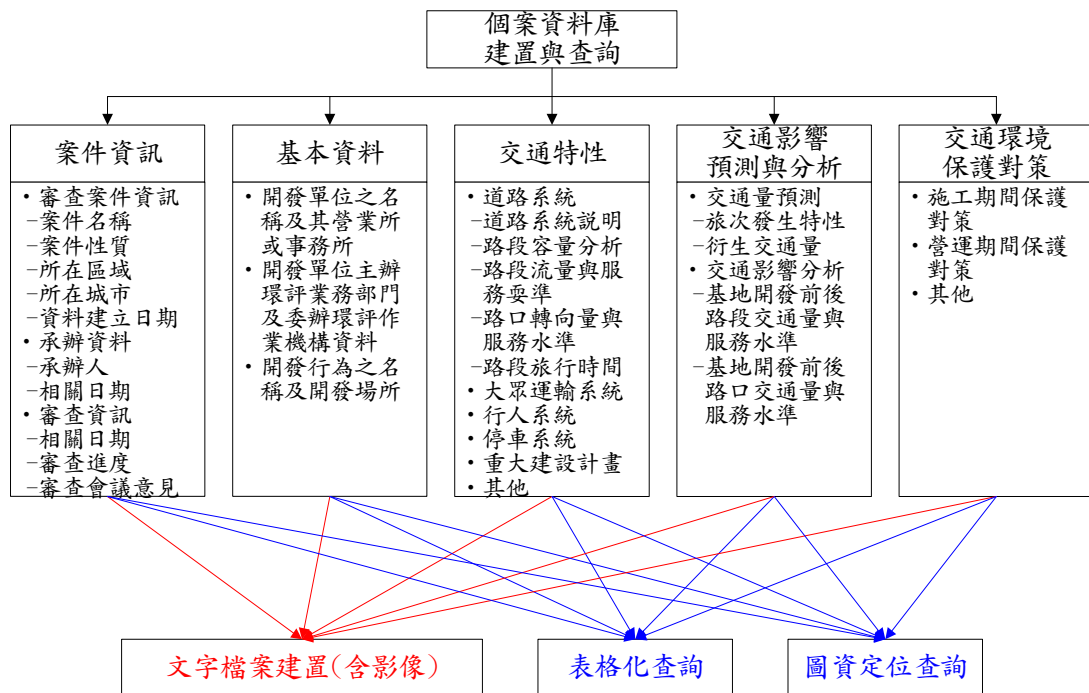 個案資料庫
建置與查詢
案件資訊
・審查案件資訊
–案件名稱
–案件性質
–所在區域
–所在城市
–資料建立日期
・承辦資料
–承辦人
–相關日期
・審查資訊
–相關日期
–審查進度
–審查會議意見
基本資料
・開發單位之名
稱及其營業所
或事務所
・開發單位主辦
環評業務部門
及委辦環評作
業機構資料
・開發行為之名
稱及開發場所
交通特性
・道路系統
–道路系統説明
–路段容量分析
–路段流量與服
務耍準
–路口轉向量與
服務水準
–路段旅行時間
・大眾運輸系統
・行人系統
・停車系統
・重大建設計畫
・其他
交通影響
預測與分析
・交通量預測
–旅次發生特性
–衍生交通量
・交通影響分析
–基地開發前後
路段交通量與
服務水準
–基地開發前後
路口交通量與
服務水準
交通環境
保護對策
・施工期間保護
對策
・營運期間保護
對策
・其他
文字檔案建置(含影像)
表格化查詢
圖資定位查詢